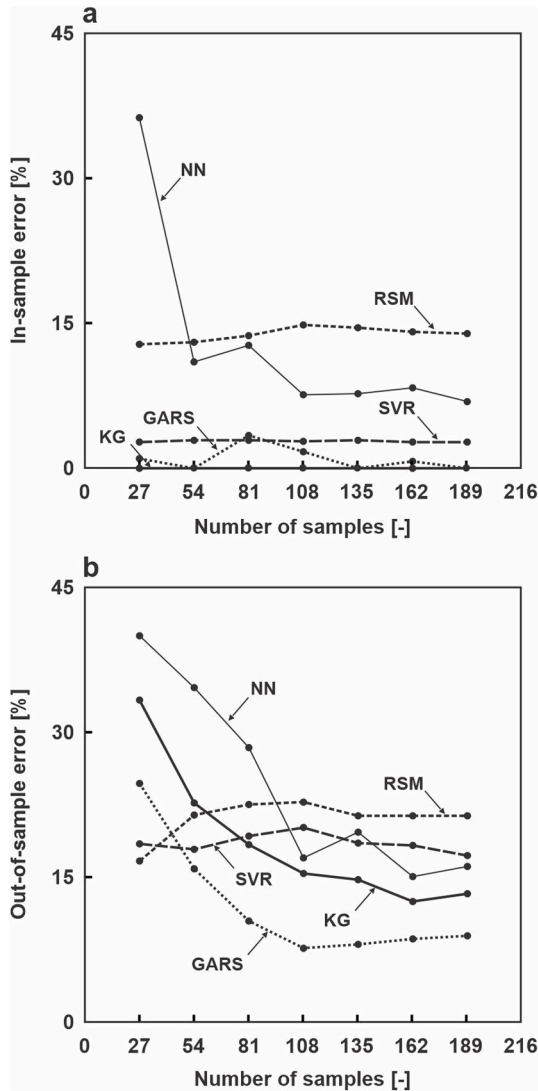 a
45
30
15
0
In-sample error [%]
NN
RSM
GARS
SVR
KG
0 27 54 81 108 135 162 189 216
Number of samples [-]
b
45
30
15
0
Out-of-sample error [%]
NN
RSM
SVR
KG
GARS
0 27 54 81 108 135 162 189 216
Number of samples [-]